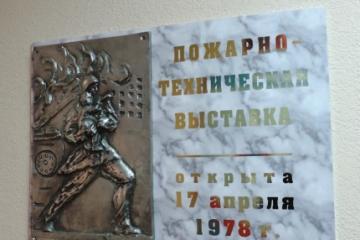 ПОЖАРНО-
ТЕХНИЧЕСКАЯ
ВЫСТАВКА
открыта
17 апреля
1978 г.